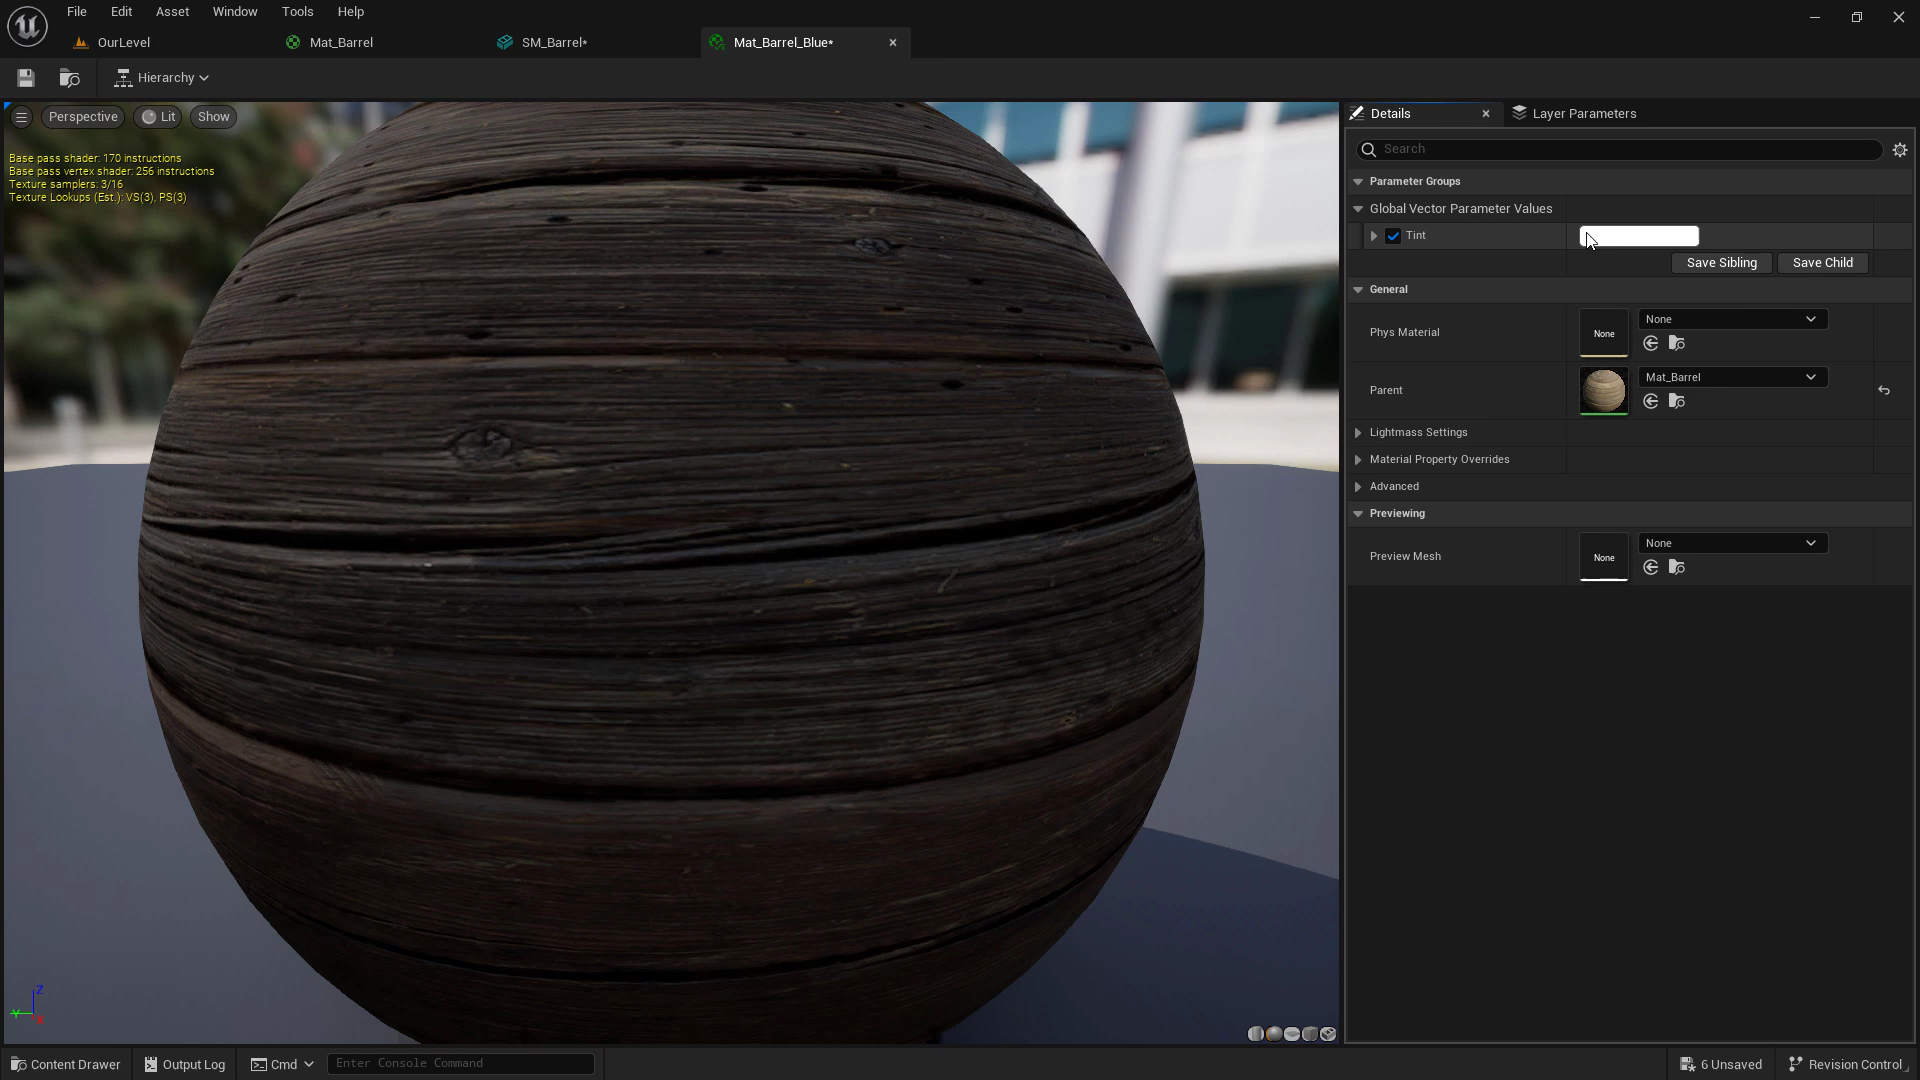 File Edit Asset Window Tools Help
OurLevel Mat_Barrel SM_Barrel* Mat_Barrel_Blue*
Hierarchy
Perspective Lit Show
Base pass shader: 170 instructions
Base pass vertex shader: 256 instructions
Texture samplers: 3/16
Texture Lookups (Est.): VS(3), PS(3)
Z
Y
X
Details Layer Parameters
Search
Parameter Groups
Global Vector Parameter Values
Tint
Save Sibling Save Child
General
Phys Material None None
Parent Mat_Barrel
Lightmass Settings
Material Property Overrides
Advanced
Previewing
Preview Mesh None None
Content Drawer Output Log Cmd Enter Console Command 6 Unsaved Revision Control